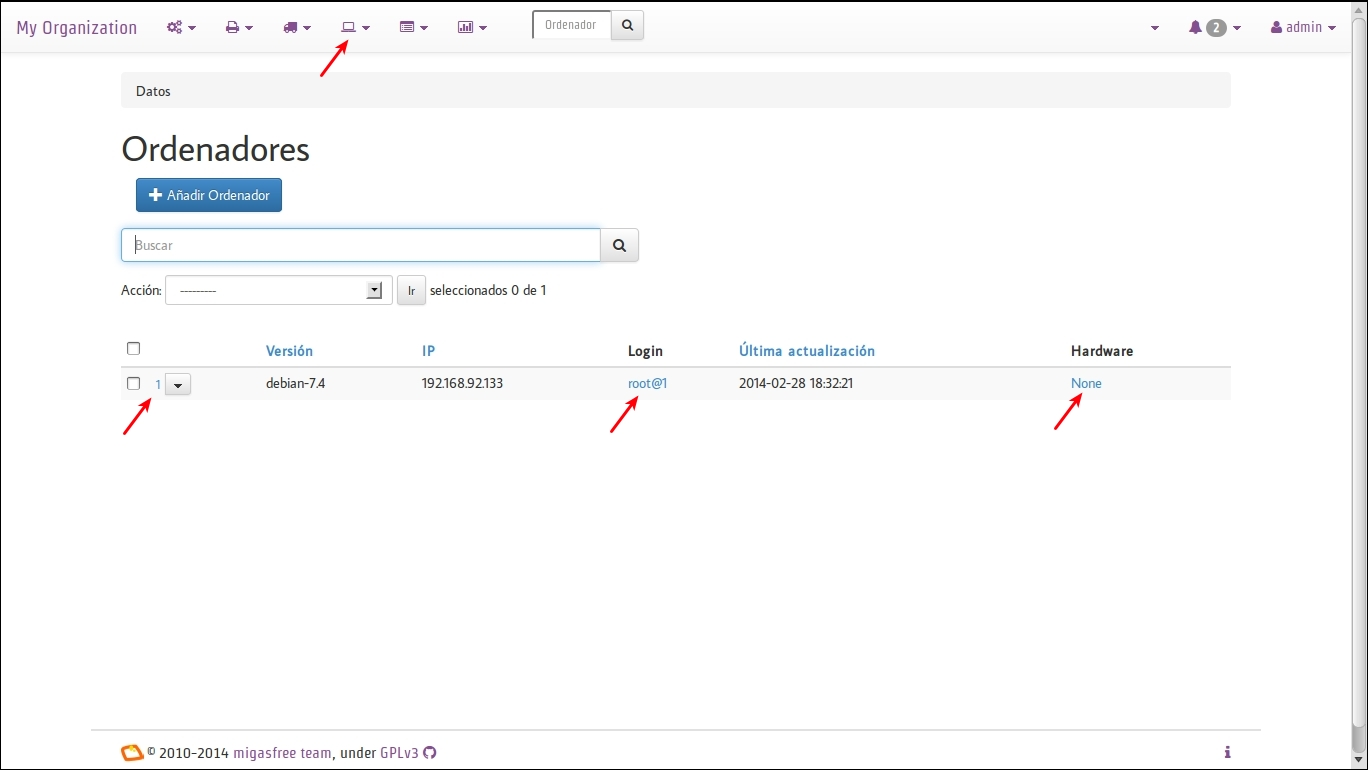 My Organization Ordenador 2 admin
Datos
Ordenadores
Añadir Ordenador
Buscar
Acción: --------- Ir seleccionados 0 de 1
Versión IP Login Última actualización Hardware
1 debian-7.4 192.168.92.133 root@1 2014-02-28 18:32:21 None
© 2010-2014 migasfree team, under GPLv3